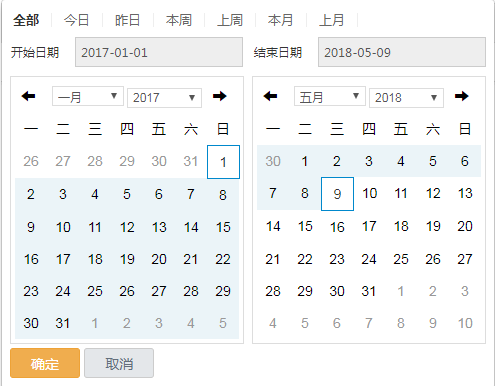 全部 今日 昨日 本周 上周 本月 上月
开始日期 2017-01-01 结束日期 2018-05-09
一月 2017 五月 2018
一 二 三 四 五 六 日 一 二 三 四 五 六 日
26 27 28 29 30 31 1 30 1 2 3 4 5 6
2 3 4 5 6 7 8 7 8 9 10 11 12 13
9 10 11 12 13 14 15 14 15 16 17 18 19 20
16 17 18 19 20 21 22 21 22 23 24 25 26 27
23 24 25 26 27 28 29 28 29 30 31 1 2 3
30 31 1 2 3 4 5 4 5 6 7 8 9 10
确定 取消